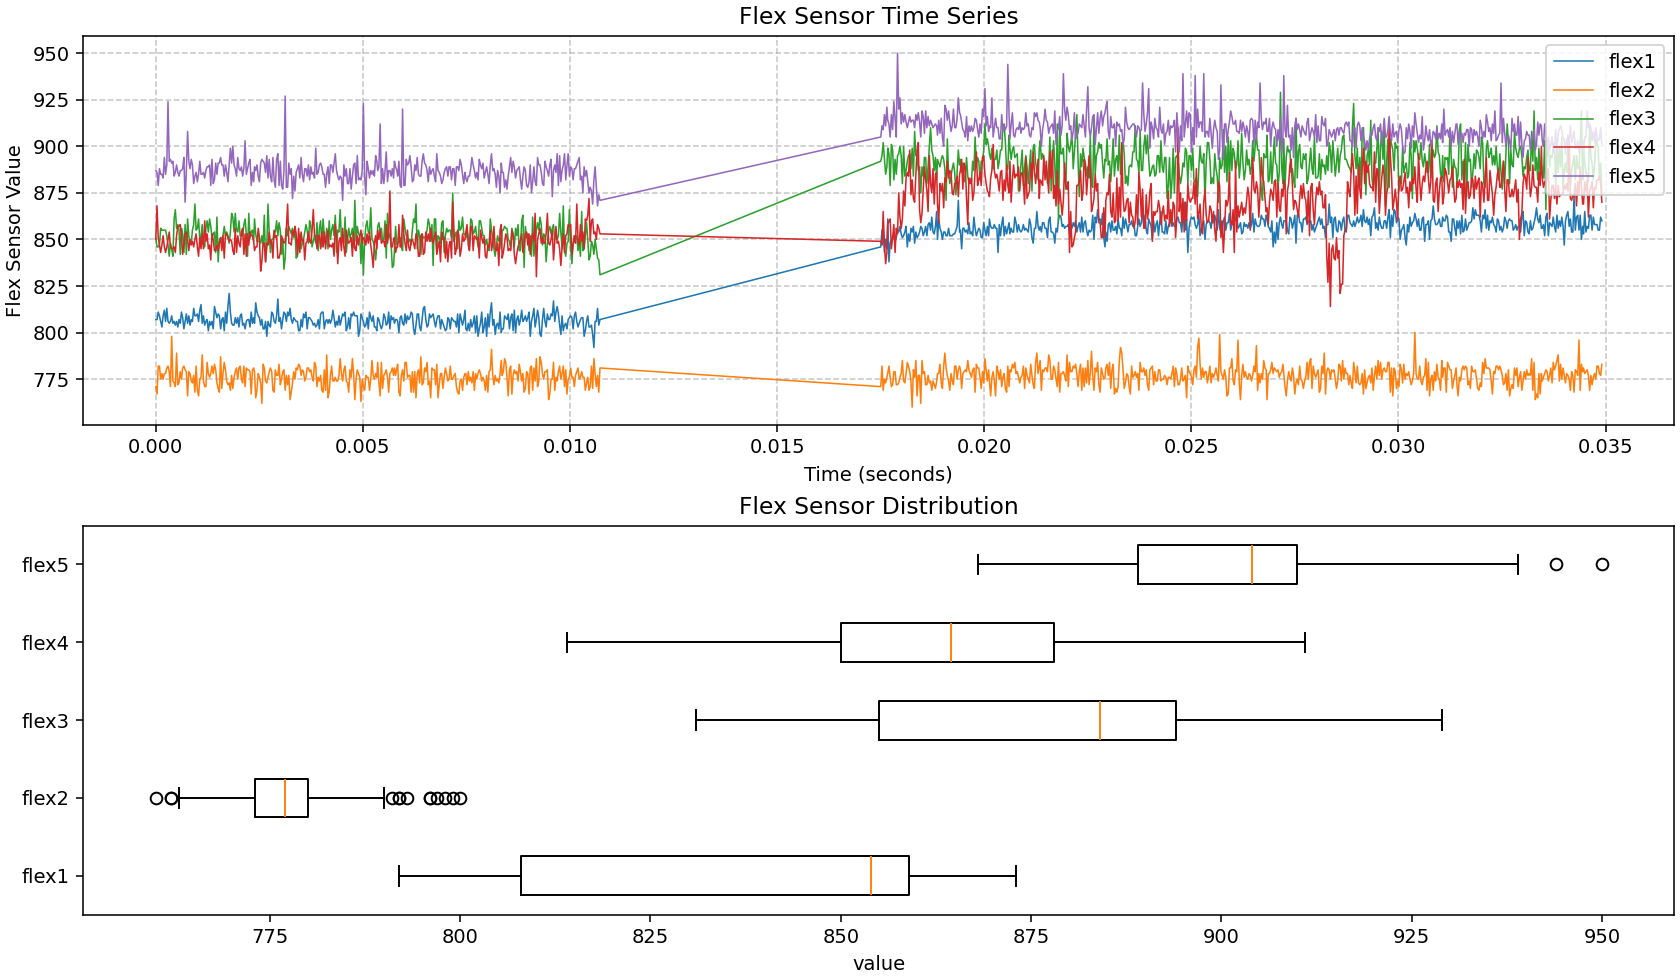 Flex Sensor Time Series
Flex Sensor Value
950
925
900
875
850
825
800
775
flex1
flex2
flex3
flex4
flex5
0.000 0.005 0.010 0.015 0.020 0.025 0.030 0.035
Time (seconds)
Flex Sensor Distribution
flex5
flex4
flex3
flex2
flex1
775 800 825 850 875 900 925 950
value